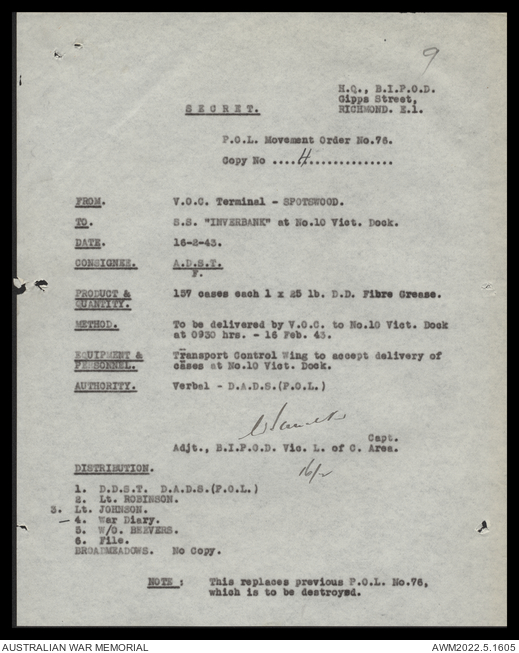 9
H.Q., B.I.P.O.D.
Gipps Street,
RICHMOND. E.1.
S E C R E T.
P.O.L. Movement Order No.76.
Copy No ....4...............
FROM. V.O.C. Terminal - SPOTSWOOD.
TO. S.S. "INVERBANK" at No.10 Vict. Dock.
DATE. 16-2-43.
CONSIGNEE. A.D.S.T.
F.
PRODUCT & QUANTITY. 157 cases each 1 x 25 lb. D.D. Fibre Grease.
METHOD. To be delivered by V.O.C. to No.10 Vict. Dock
at 0930 hrs. - 16 Feb. 43.
EQUIPMENT & Transport Control Wing to accept delivery of
PERSONNEL. cases at No.10 Vict. Dock.
AUTHORITY. Verbal - D.A.D.S.(P.O.L.)
Capt.
Adjt., B.I.P.O.D. Vic. L. of C. Area.
16/2
DISTRIBUTION.
1. D.D.S.T. D.A.D.S.(P.O.L.)
2. Lt. ROBINSON.
3. Lt. JOHNSON.
4. War Diary.
5. W/O. BEEVERS.
6. File.
BROADMEADOWS. No Copy.
NOTE : This replaces previous P.O.L. No.76,
which is to be destroyed.
AUSTRALIAN WAR MEMORIAL AWM2022.5.1605